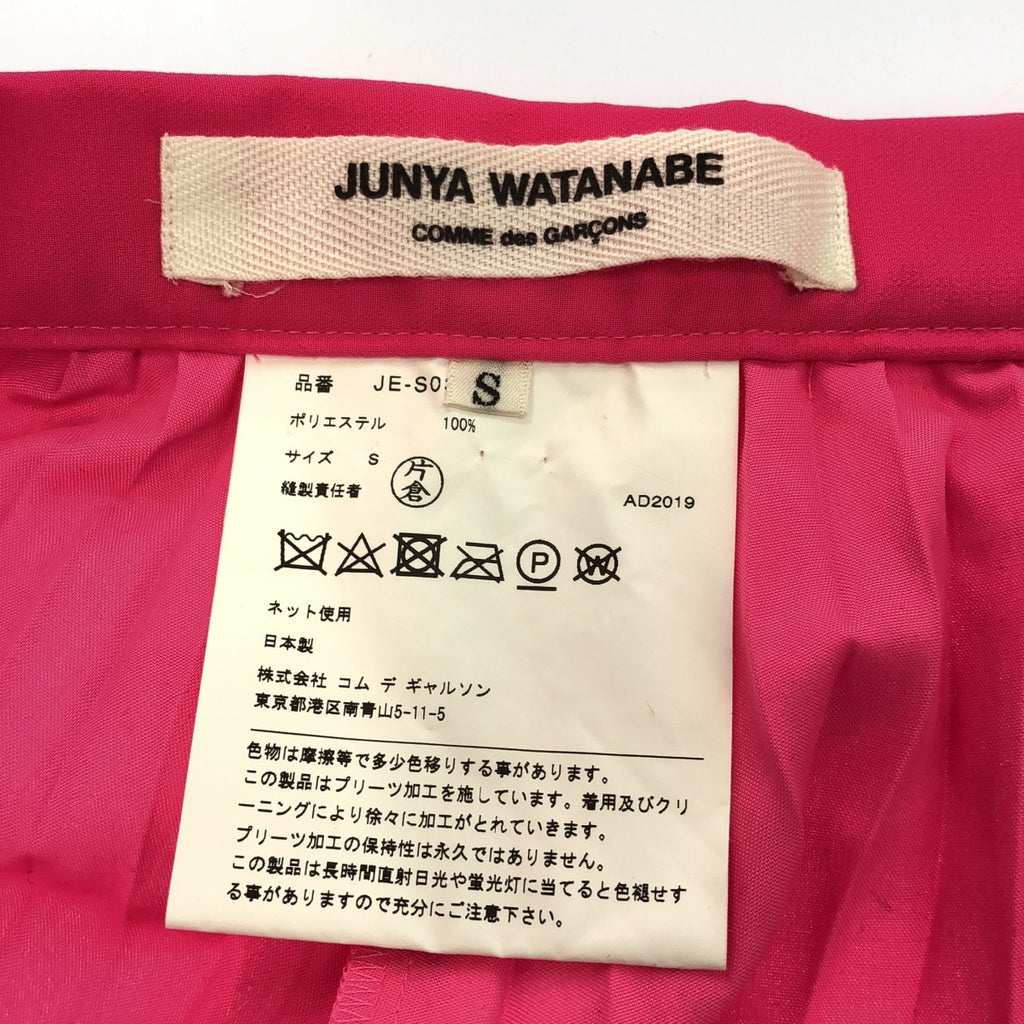 JUNYA WATANABE
COMME des GARÇONS
S
品番 JE-S0
ポリエステル 100%
サイズ S
縫製責任者 片倉
AD2019
P W
ネット使用
日本製
株式会社 コム デ ギャルソン
東京都港区南青山5-11-5
色物は摩擦等で多少色移りする事があります。
この製品はプリーツ加工を施しています。着用及びクリ
ーニングにより徐々に加工がとれていきます。
プリーツ加工の保持性は永久ではありません。
この製品は長時間直射日光や蛍光灯に当てると色褪せす
る事がありますので充分にご注意下さい。